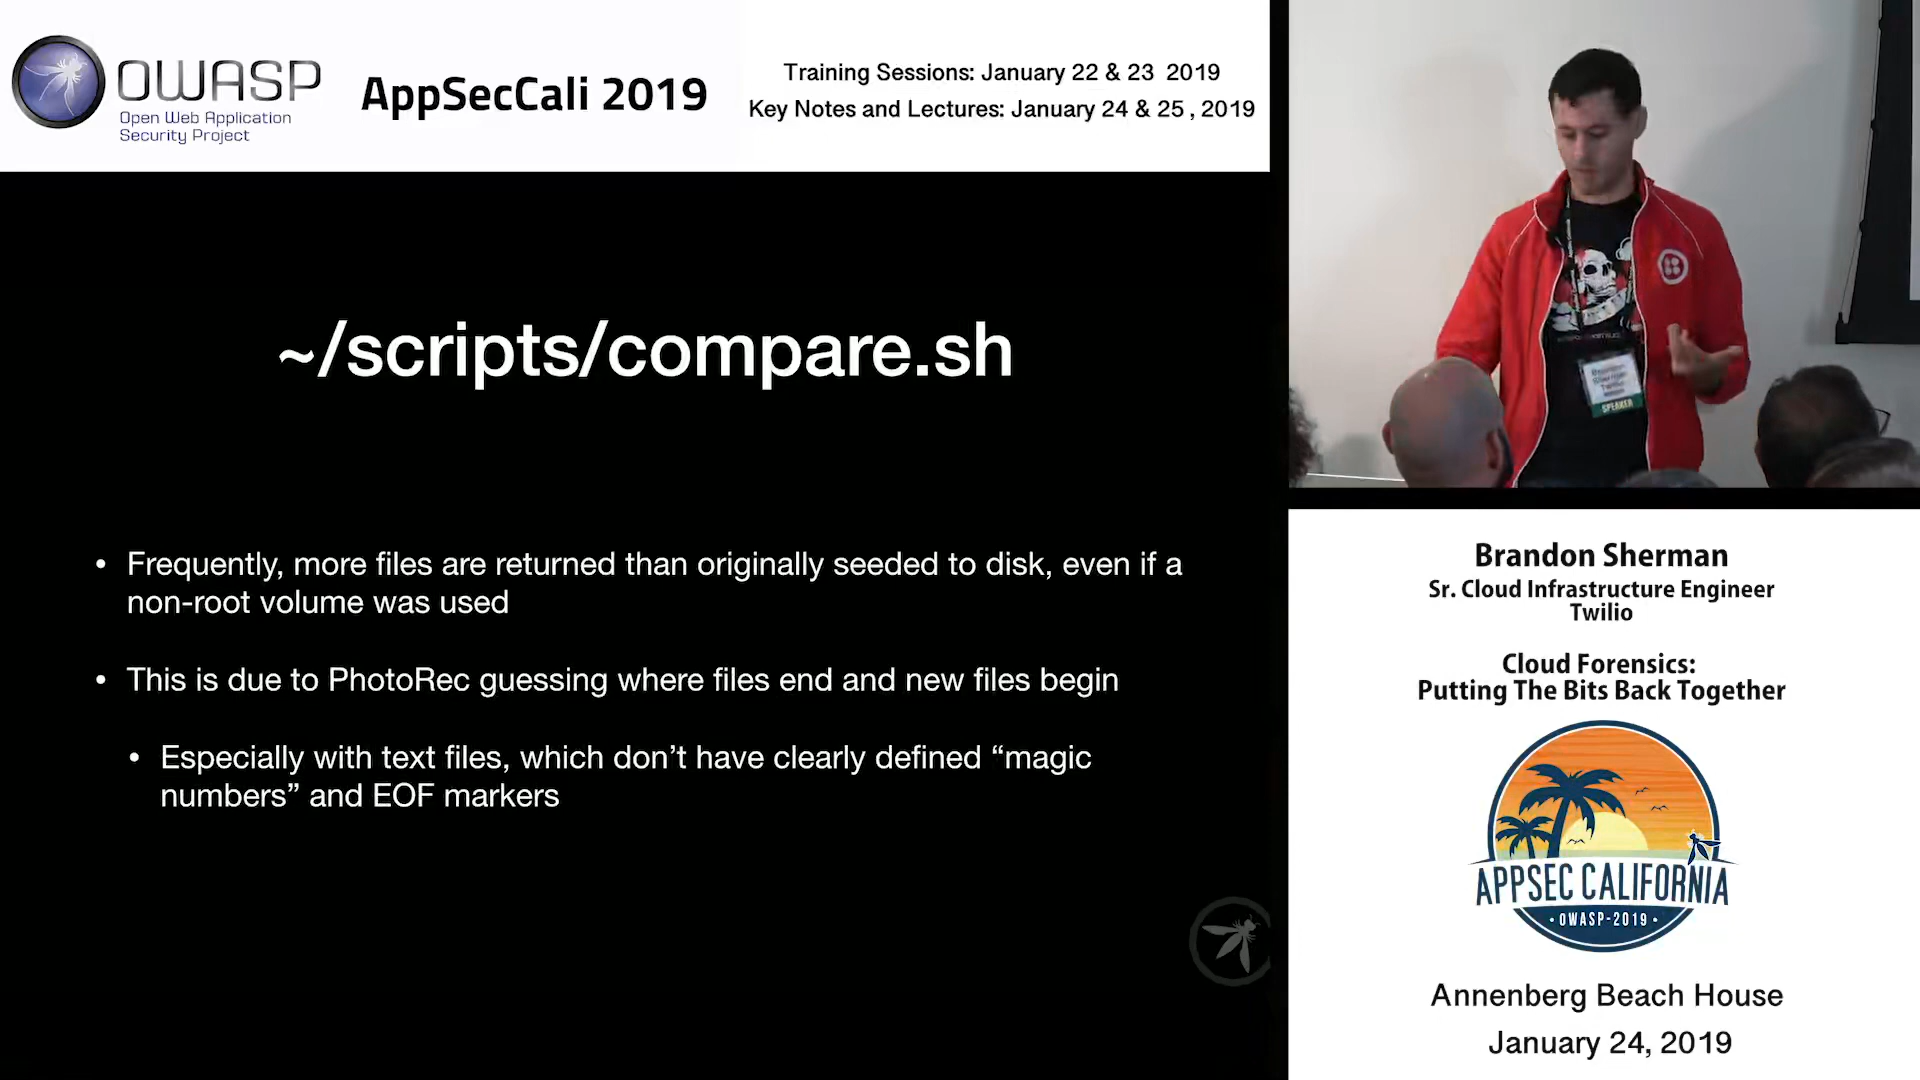 OWASP
Open Web Application
Security Project
AppSecCali 2019
Training Sessions: January 22 & 23 2019
Key Notes and Lectures: January 24 & 25 , 2019
~/scripts/compare.sh
• Frequently, more files are returned than originally seeded to disk, even if a
non-root volume was used
• This is due to PhotoRec guessing where files end and new files begin
• Especially with text files, which don’t have clearly defined “magic
numbers” and EOF markers
SPEAKER
Brandon Sherman
Sr. Cloud Infrastructure Engineer
Twilio
Cloud Forensics:
Putting The Bits Back Together
APPSEC CALIFORNIA
• OWASP-2019 •
Annenberg Beach House
January 24, 2019